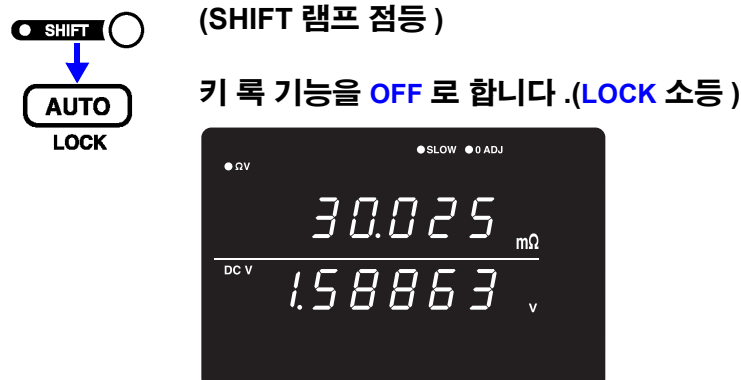 SHIFT
(SHIFT 램프 점등 )
AUTO
LOCK
키 록 기능을 OFF 로 합니다 .(LOCK 소등 )
SLOW 0 ADJ
ΩV
30.025 mΩ
DC V
1.58863 V